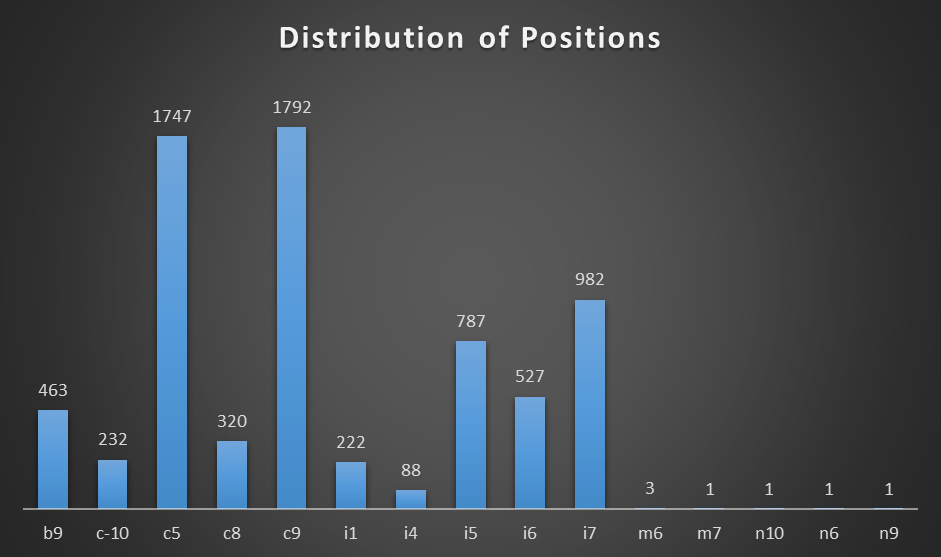 Distribution of Positions
463 232 1747 320 1792 222 88 787 527 982 3 1 1 1 1
b9 c-10 c5 c8 c9 i1 i4 i5 i6 i7 m6 m7 n10 n6 n9